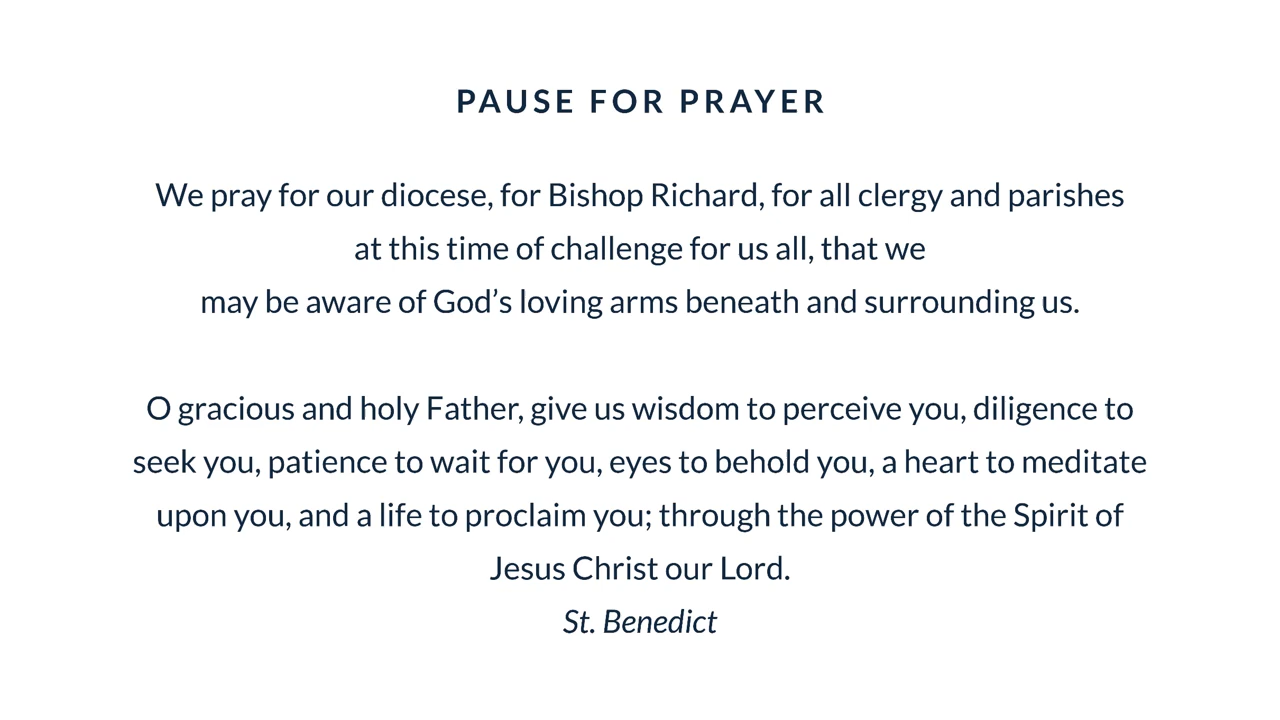 PAUSE FOR PRAYER
We pray for our diocese, for Bishop Richard, for all clergy and parishes
at this time of challenge for us all, that we
may be aware of God’s loving arms beneath and surrounding us.
O gracious and holy Father, give us wisdom to perceive you, diligence to
seek you, patience to wait for you, eyes to behold you, a heart to meditate
upon you, and a life to proclaim you; through the power of the Spirit of
Jesus Christ our Lord.
St. Benedict